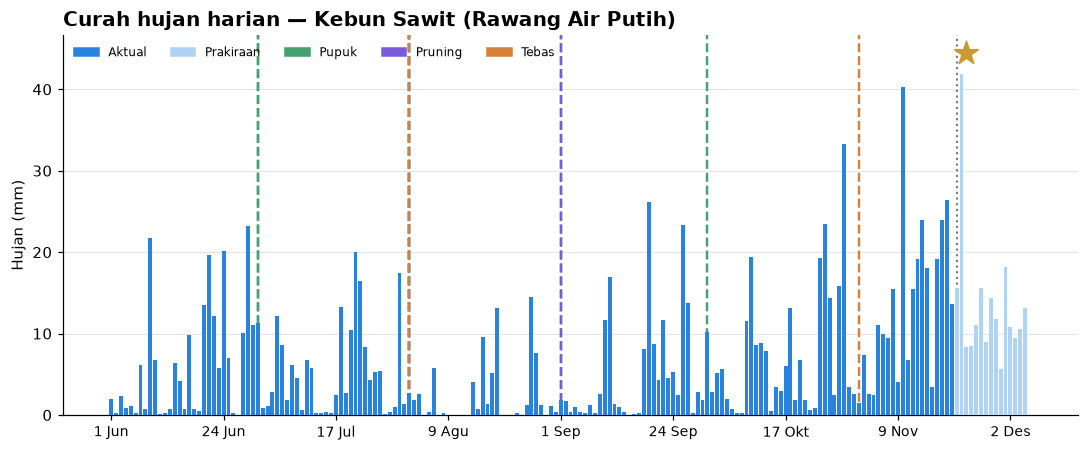 Curah hujan harian — Kebun Sawit (Rawang Air Putih)
Aktual Prakiraan Pupuk Pruning Tebas
Hujan (mm)
40
30
20
10
0
1 Jun 24 Jun 17 Jul 9 Agu 1 Sep 24 Sep 17 Okt 9 Nov 2 Des